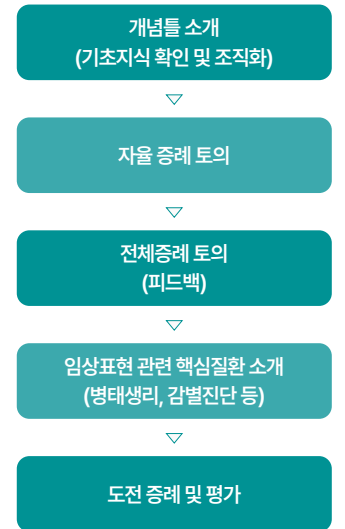 개념틀 소개
(기초지식 확인 및 조직화)
자율 증례 토의
전체증례 토의
(피드백)
임상표현 관련 핵심질환 소개
(병태생리, 감별진단 등)
도전 증례 및 평가